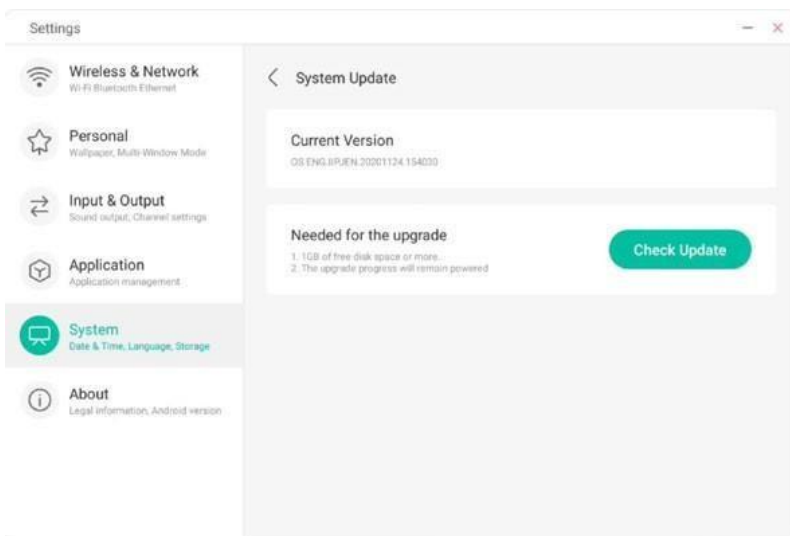 Settings
Wireless & Network
Wi-Fi Bluetooth Ethernet
Personal
Wallpaper, Multi-Window Mode
Input & Output
Sound output, Channel settings
Application
Application management
System
Date & Time, Language, Storage
About
Legal information, Android version
System Update
Current Version
20201124.154030
Needed for the upgrade
1. 1GB of free disk space or more.
2. The upgrade progress will remain powered
Check Update